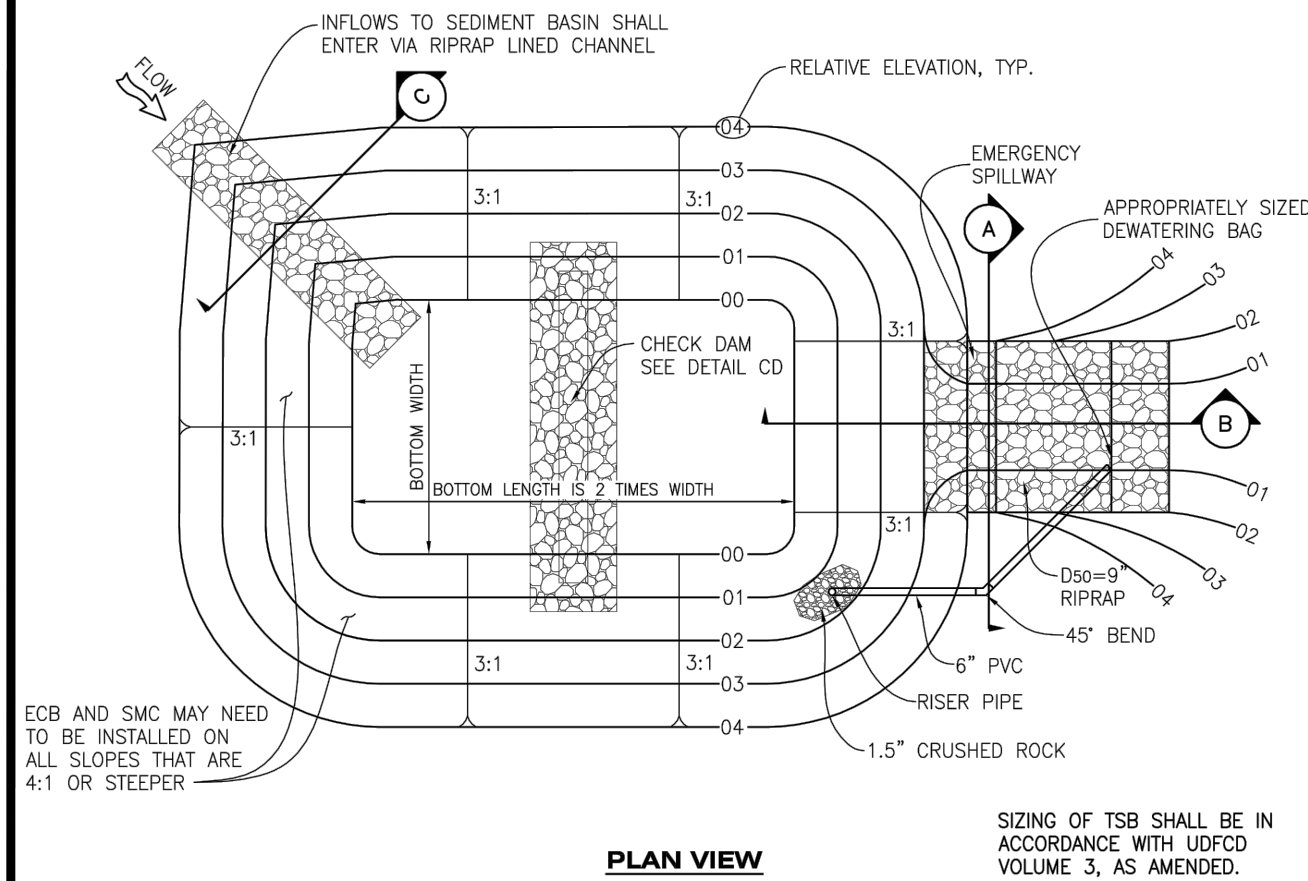 INFLOWS TO SEDIMENT BASIN SHALL
ENTER VIA RIPRAP LINED CHANNEL
FLOW
C
RELATIVE ELEVATION, TYP.
04
03
02
01
00
3:1
3:1
EMERGENCY
SPILLWAY
A
APPROPRIATELY SIZED
DEWATERING BAG
04
03
02
01
3:1
CHECK DAM
SEE DETAIL CD
BOTTOM WIDTH
3:1
B
BOTTOM LENGTH IS 2 TIMES WIDTH
01
02
03
04
3:1
00
01
02
03
04
3:1
3:1
D50=9"
RIPRAP
45° BEND
6" PVC
RISER PIPE
1.5" CRUSHED ROCK
ECB AND SMC MAY NEED
TO BE INSTALLED ON
ALL SLOPES THAT ARE
4:1 OR STEEPER
SIZING OF TSB SHALL BE IN
ACCORDANCE WITH UDFCD
VOLUME 3, AS AMENDED.
PLAN VIEW